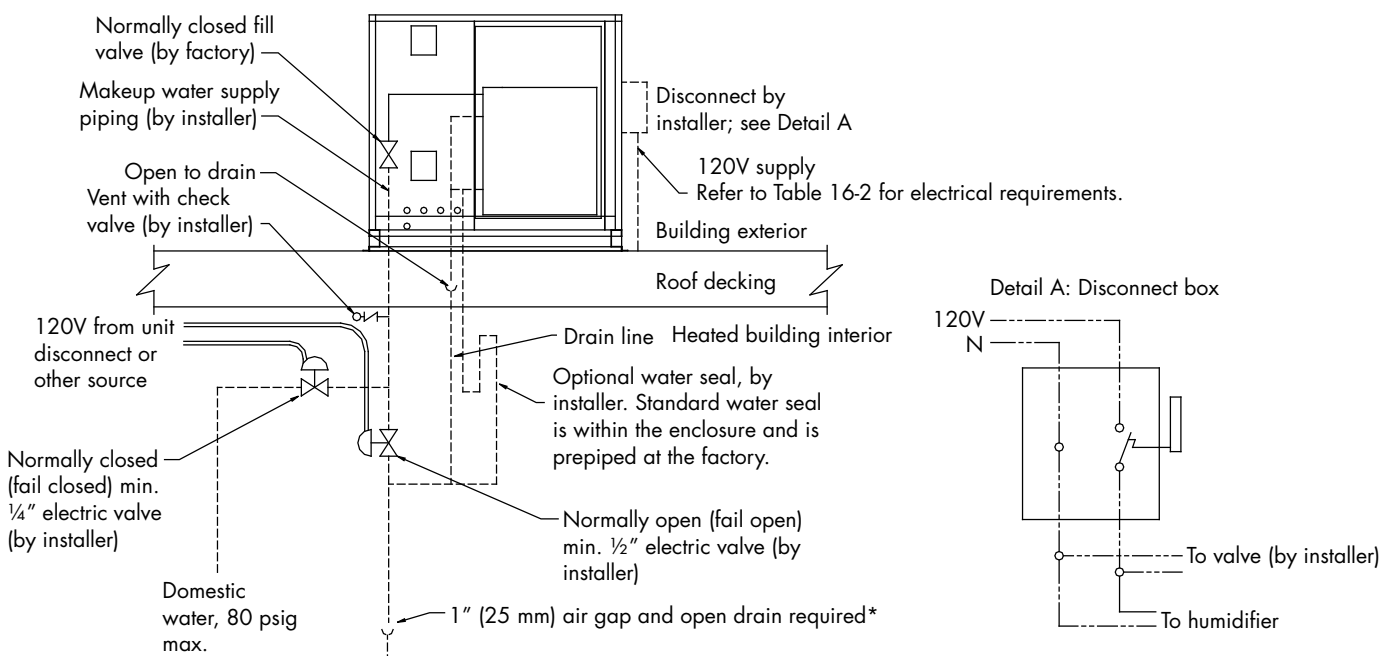 Normally closed fill
valve (by factory)
Makeup water supply
piping (by installer)
Open to drain
Vent with check
valve (by installer)
Disconnect by
installer; see Detail A
120V supply
Refer to Table 16-2 for electrical requirements.
Building exterior
Roof decking
120V from unit
disconnect or
other source
Drain line
Heated building interior
Optional water seal, by
installer. Standard water seal
is within the enclosure and is
prepiped at the factory.
Normally closed
(fail closed) min.
¼" electric valve
(by installer)
Normally open (fail open)
min. ½" electric valve (by
installer)
Domestic
water, 80 psig
max.
1" (25 mm) air gap and open drain required*
Detail A: Disconnect box
120V
N
To valve (by installer)
To humidifier